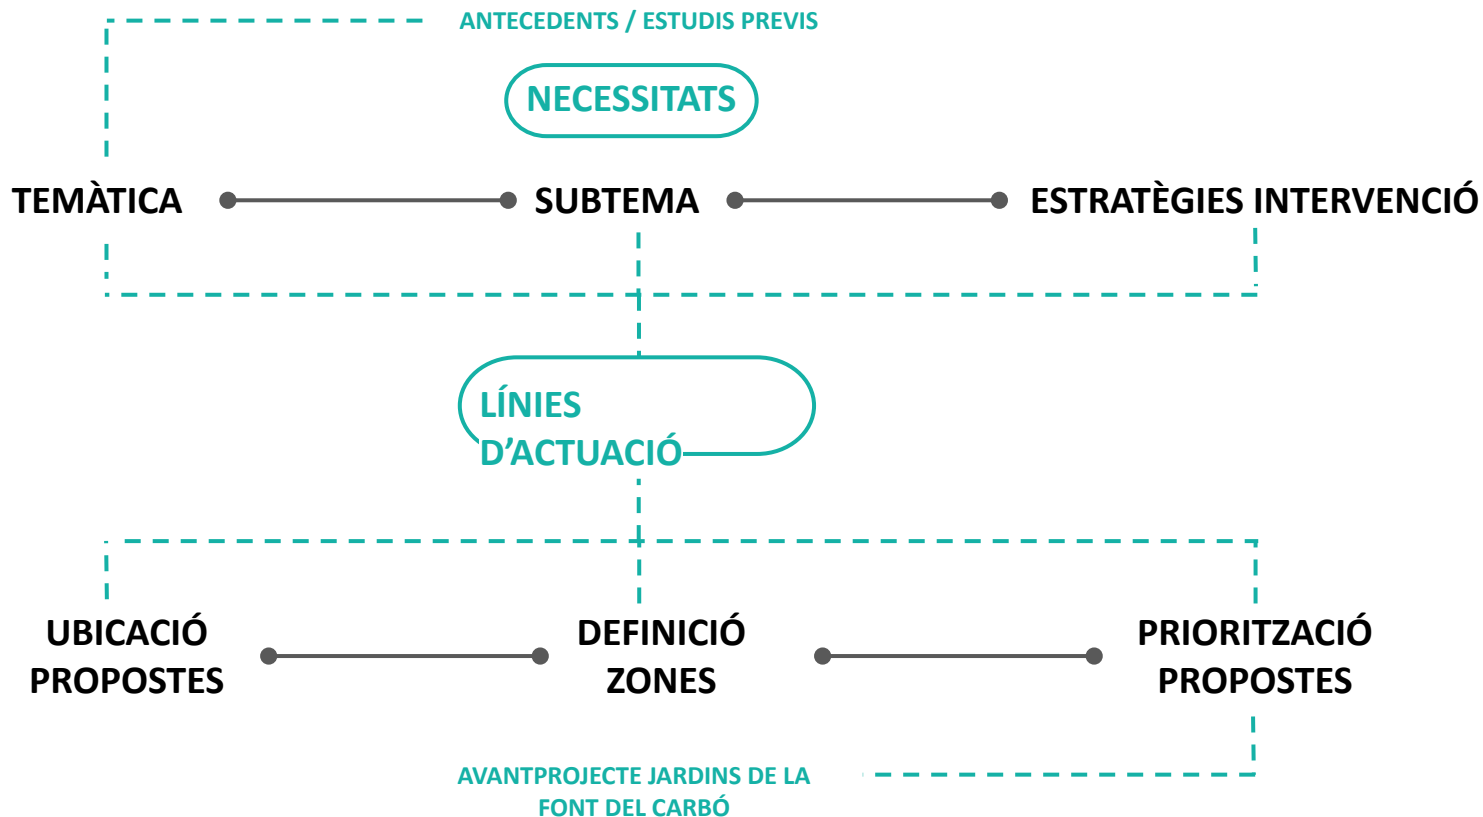 ANTECEDENTS / ESTUDIS PREVIS
NECESSITATS
TEMÀTICA
SUBTEMA
ESTRATÈGIES INTERVENCIÓ
LÍNIES
D’ACTUACIÓ
UBICACIÓ
PROPOSTES
DEFINICIÓ
ZONES
PRIORITZACIÓ
PROPOSTES
AVANTPROJECTE JARDINS DE LA
FONT DEL CARBÓ